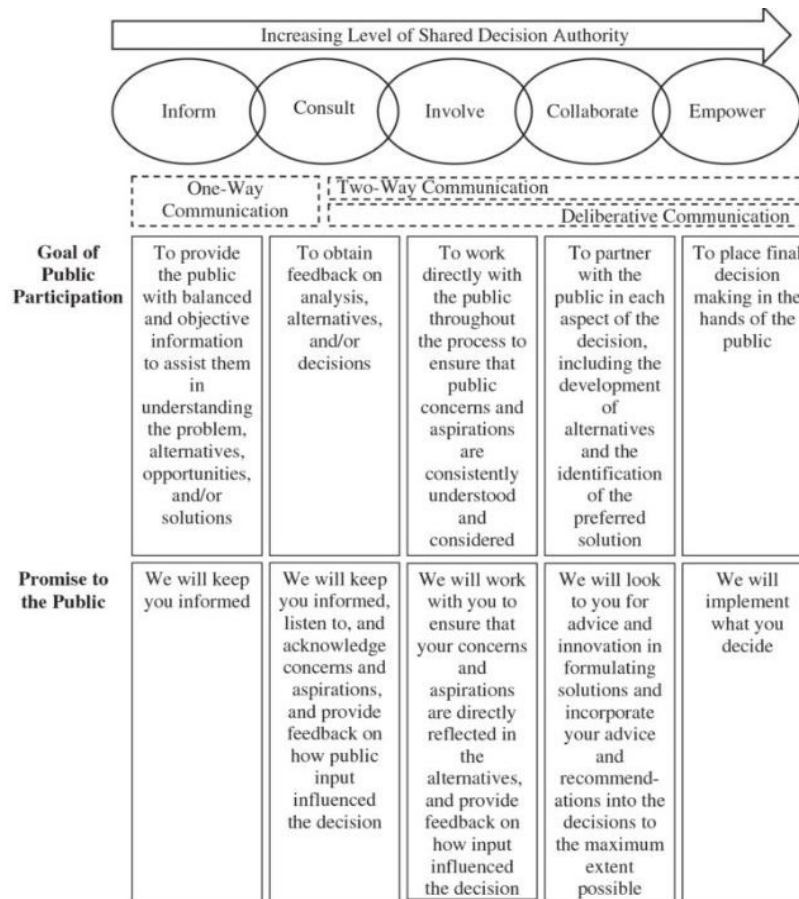 Increasing Level of Shared Decision Authority
Inform
Consult
Involve
Collaborate
Empower
One-Way
Communication
Two-Way Communication
Deliberative Communication
Goal of
Public
Participation
To provide
the public
with balanced
and objective
information
to assist them
in
understanding
the problem,
alternatives,
opportunities,
and/or
solutions
To obtain
feedback on
analysis,
alternatives,
and/or
decisions
To work
directly with
the public
throughout
the process to
ensure that
public
concerns and
aspirations
are
consistently
understood
and
considered
To partner
with the
public in each
aspect of the
decision,
including the
development
of
alternatives
and the
identification
of the
preferred
solution
To place final
decision
making in the
hands of the
public
Promise to
the Public
We will keep
you informed
We will keep
you informed,
listen to, and
acknowledge
concerns and
aspirations,
and provide
feedback on
how public
input
influenced
the decision
We will work
with you to
ensure that
your concerns
and
aspirations
are directly
reflected in
the
alternatives,
and provide
feedback on
how input
influenced
the decision
We will look
to you for
advice and
innovation in
formulating
solutions and
incorporate
your advice
and
recommend-
ations into the
decisions to
the maximum
extent
possible
We will
implement
what you
decide